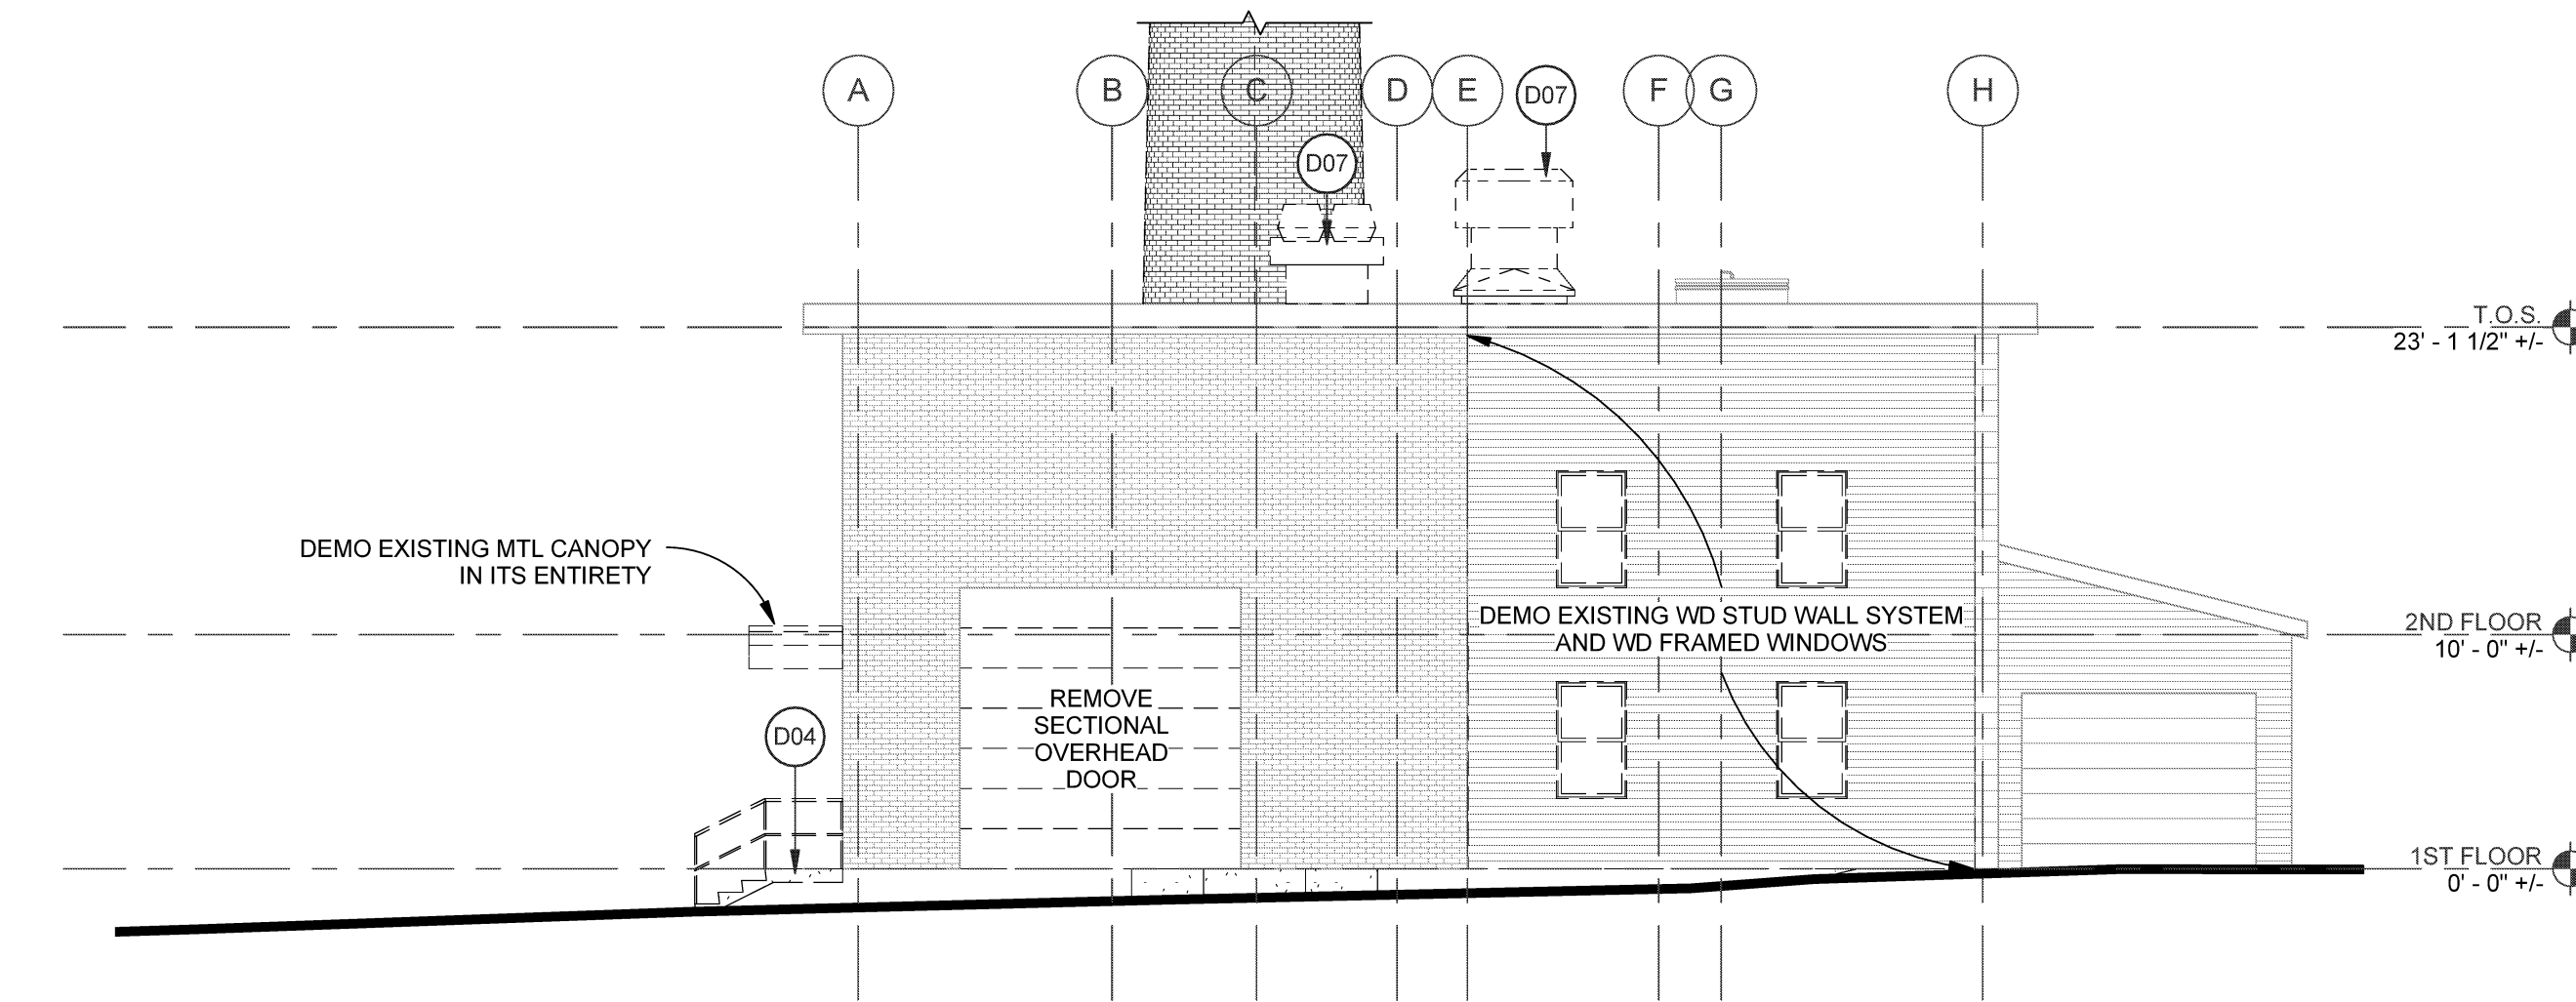 A
B
C
D
E
D07
F
G
H
D07
T.O.S.
23' - 1 1/2" +/-
DEMO EXISTING MTL CANOPY
IN ITS ENTIRETY
DEMO EXISTING WD STUD WALL SYSTEM
AND WD FRAMED WINDOWS
2ND FLOOR
10' - 0" +/-
REMOVE
SECTIONAL
OVERHEAD
DOOR
D04
1ST FLOOR
0' - 0" +/-